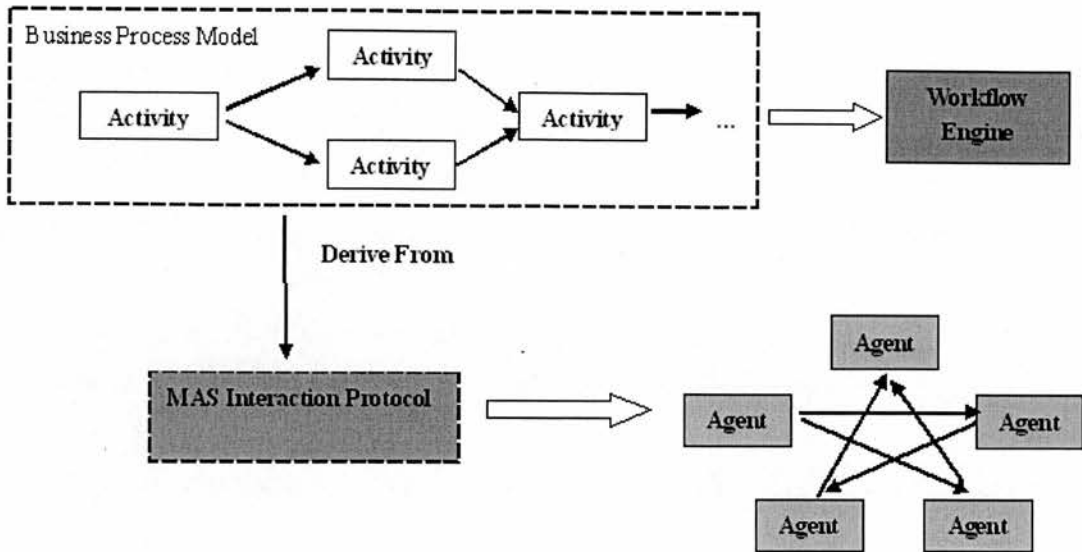 Business Process Model
Activity
Activity
Activity
Activity
...
Workflow
Engine
Derive From
MAS Interaction Protocol
Agent
Agent
Agent
Agent
Agent